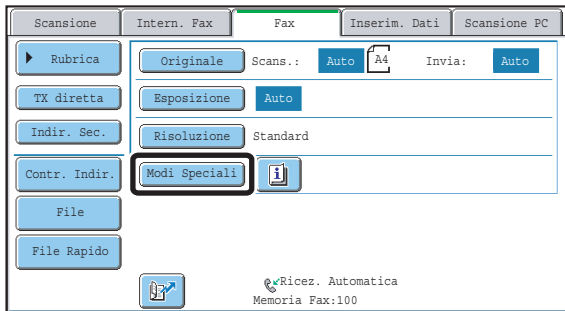 Scansione Intern. Fax Fax Inserim. Dati Scansione PC
Rubrica Originale Scans.: Auto A4 Invia: Auto
TX diretta Esposizione Auto
Indir. Sec. Risoluzione Standard
Contr. Indir. Modi Speciali
File
File Rapido
Ricez. Automatica
Memoria Fax:100